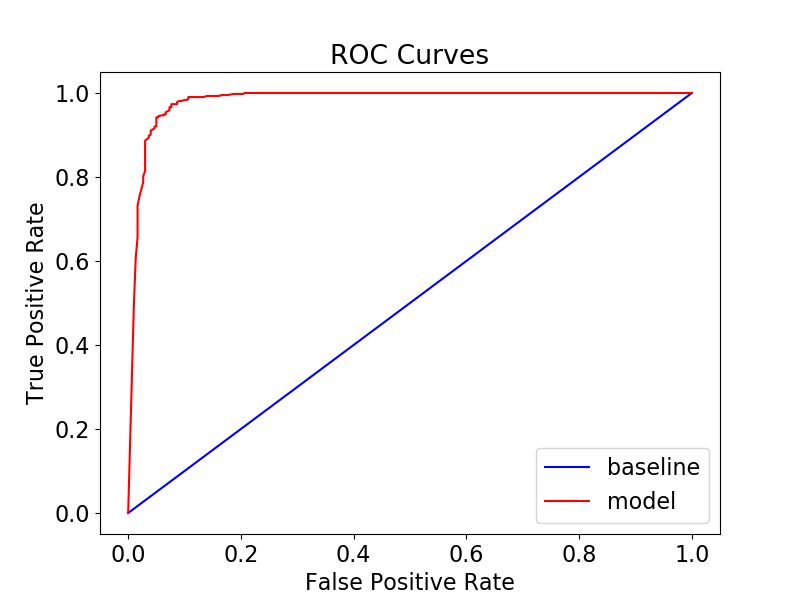 ROC Curves
True Positive Rate
1.0
0.8
0.6
0.4
0.2
0.0
0.0 0.2 0.4 0.6 0.8 1.0
False Positive Rate
baseline
model